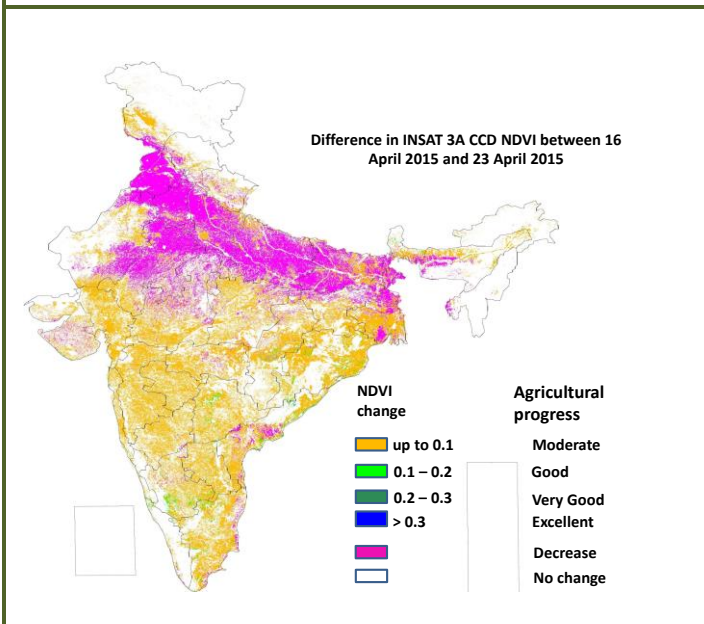 Difference in INSAT 3A CCD NDVI between 16
April 2015 and 23 April 2015
NDVI
change
Agricultural
progress
up to 0.1 Moderate
0.1 – 0.2 Good
0.2 – 0.3 Very Good
> 0.3 Excellent
Decrease
No change